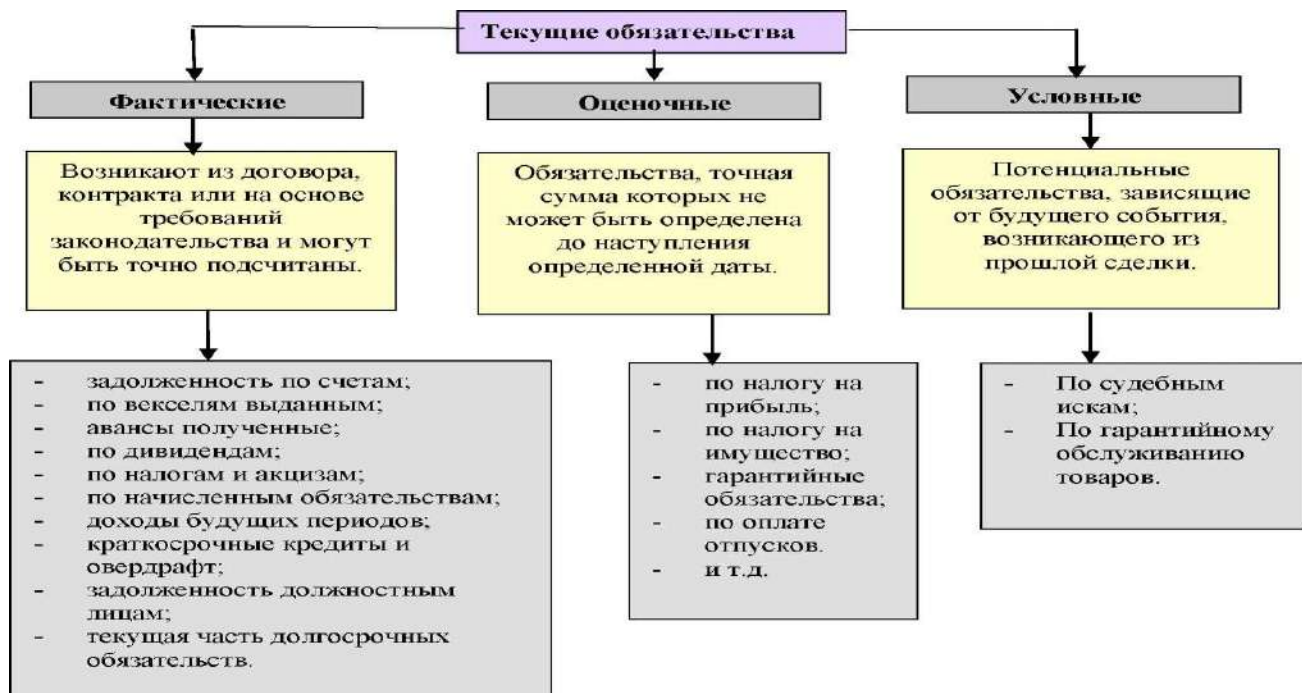 Текущие обязательства
Фактические
Возникают из договора,
контракта или на основе
требований
законодательства и могут
быть точно подсчитаны.
- задолженность по счетам;
- по векселям выданным;
- авансы полученные;
- по дивидендам;
- по налогам и акцизам;
- по начисленным обязательствам;
- доходы будущих периодов;
- краткосрочные кредиты и
овердрафт;
- задолженность должностным
лицам;
- текущая часть долгосрочных
обязательств.
Оценочные
Обязательства, точная
сумма которых не
может быть определена
до наступления
определенной даты.
- по налогу на
прибыль;
- по налогу на
имущество;
- гарантийные
обязательства;
- по оплате
отпусков.
- и т.д.
Условные
Потенциальные
обязательства, зависящие
от будущего события,
возникающего из
прошлой сделки.
- По судебным
искам;
- По гарантийному
обслуживанию
товаров.